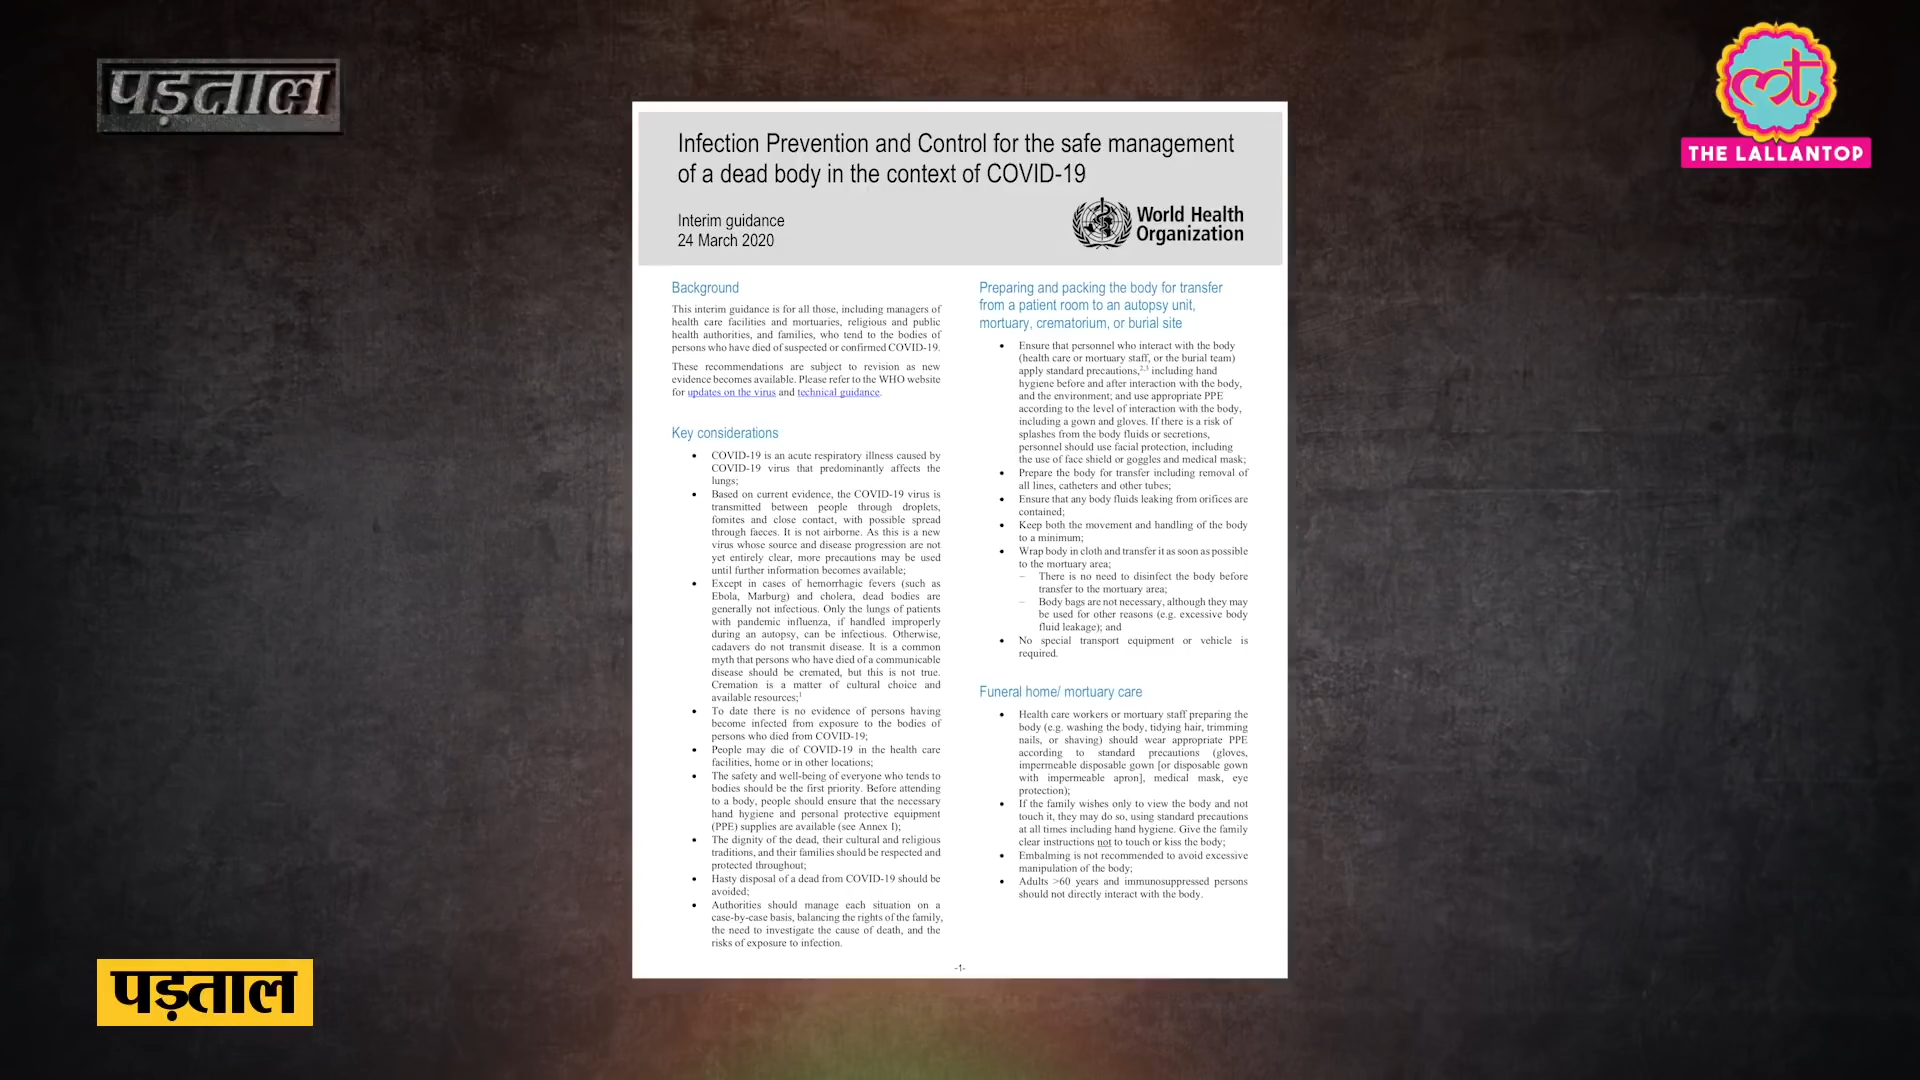 पड़ताल
THE LALLANTOP
Infection Prevention and Control for the safe management
of a dead body in the context of COVID-19
Interim guidance
24 March 2020
World Health
Organization
Background
This interim guidance is for all those, including managers of
health care facilities and mortuaries, religious and public
health authorities, and families, who tend to the bodies of
persons who have died of suspected or confirmed COVID-19.
These recommendations are subject to revision as new
evidence becomes available. Please refer to the WHO website
for updates on the virus and technical guidance.
Key considerations
• COVID-19 is an acute respiratory illness caused by
COVID-19 virus that predominantly affects the
lungs;
• Based on current evidence, the COVID-19 virus is
transmitted between people through droplets,
fomites and close contact, with possible spread
through faeces. It is not airborne. As this is a new
virus whose source and disease progression are not
yet entirely clear, more precautions may be used
until further information becomes available;
• Except in cases of hemorrhagic fevers (such as
Ebola, Marburg) and cholera, dead bodies are
generally not infectious. Only the lungs of patients
with pandemic influenza, if handled improperly
during an autopsy, can be infectious. Otherwise,
cadavers do not transmit disease. It is a common
myth that persons who have died of a communicable
disease should be cremated, but this is not true.
Cremation is a matter of cultural choice and
available resources;1
• To date there is no evidence of persons having
become infected from exposure to the bodies of
persons who died from COVID-19;
• People may die of COVID-19 in the health care
facilities, home or in other locations;
• The safety and well-being of everyone who tends to
bodies should be the first priority. Before attending
to a body, people should ensure that the necessary
hand hygiene and personal protective equipment
(PPE) supplies are available (see Annex I);
• The dignity of the dead, their cultural and religious
traditions, and their families should be respected and
protected throughout;
• Hasty disposal of a dead from COVID-19 should be
avoided;
• Authorities should manage each situation on a
case-by-case basis, balancing the rights of the family,
the need to investigate the cause of death, and the
risks of exposure to infection.
Preparing and packing the body for transfer
from a patient room to an autopsy unit,
mortuary, crematorium, or burial site
• Ensure that personnel who interact with the body
(health care or mortuary staff, or the burial team)
apply standard precautions,2,3 including hand
hygiene before and after interaction with the body,
and the environment; and use appropriate PPE
according to the level of interaction with the body,
including a gown and gloves. If there is a risk of
splashes from the body fluids or secretions,
personnel should use facial protection, including
the use of face shield or goggles and medical mask;
• Prepare the body for transfer including removal of
all lines, catheters and other tubes;
• Ensure that any body fluids leaking from orifices are
contained;
• Keep both the movement and handling of the body
to a minimum;
• Wrap body in cloth and transfer it as soon as possible
to the mortuary area;
– There is no need to disinfect the body before
transfer to the mortuary area;
– Body bags are not necessary, although they may
be used for other reasons (e.g. excessive body
fluid leakage); and
• No special transport equipment or vehicle is
required.
Funeral home/ mortuary care
• Health care workers or mortuary staff preparing the
body (e.g. washing the body, tidying hair, trimming
nails, or shaving) should wear appropriate PPE
according to standard precautions (gloves,
impermeable disposable gown [or disposable gown
with impermeable apron], medical mask, eye
protection);
• If the family wishes only to view the body and not
touch it, they may do so, using standard precautions
at all times including hand hygiene. Give the family
clear instructions not to touch or kiss the body;
• Embalming is not recommended to avoid excessive
manipulation of the body;
• Adults >60 years and immunosuppressed persons
should not directly interact with the body.
-1-
पड़ताल